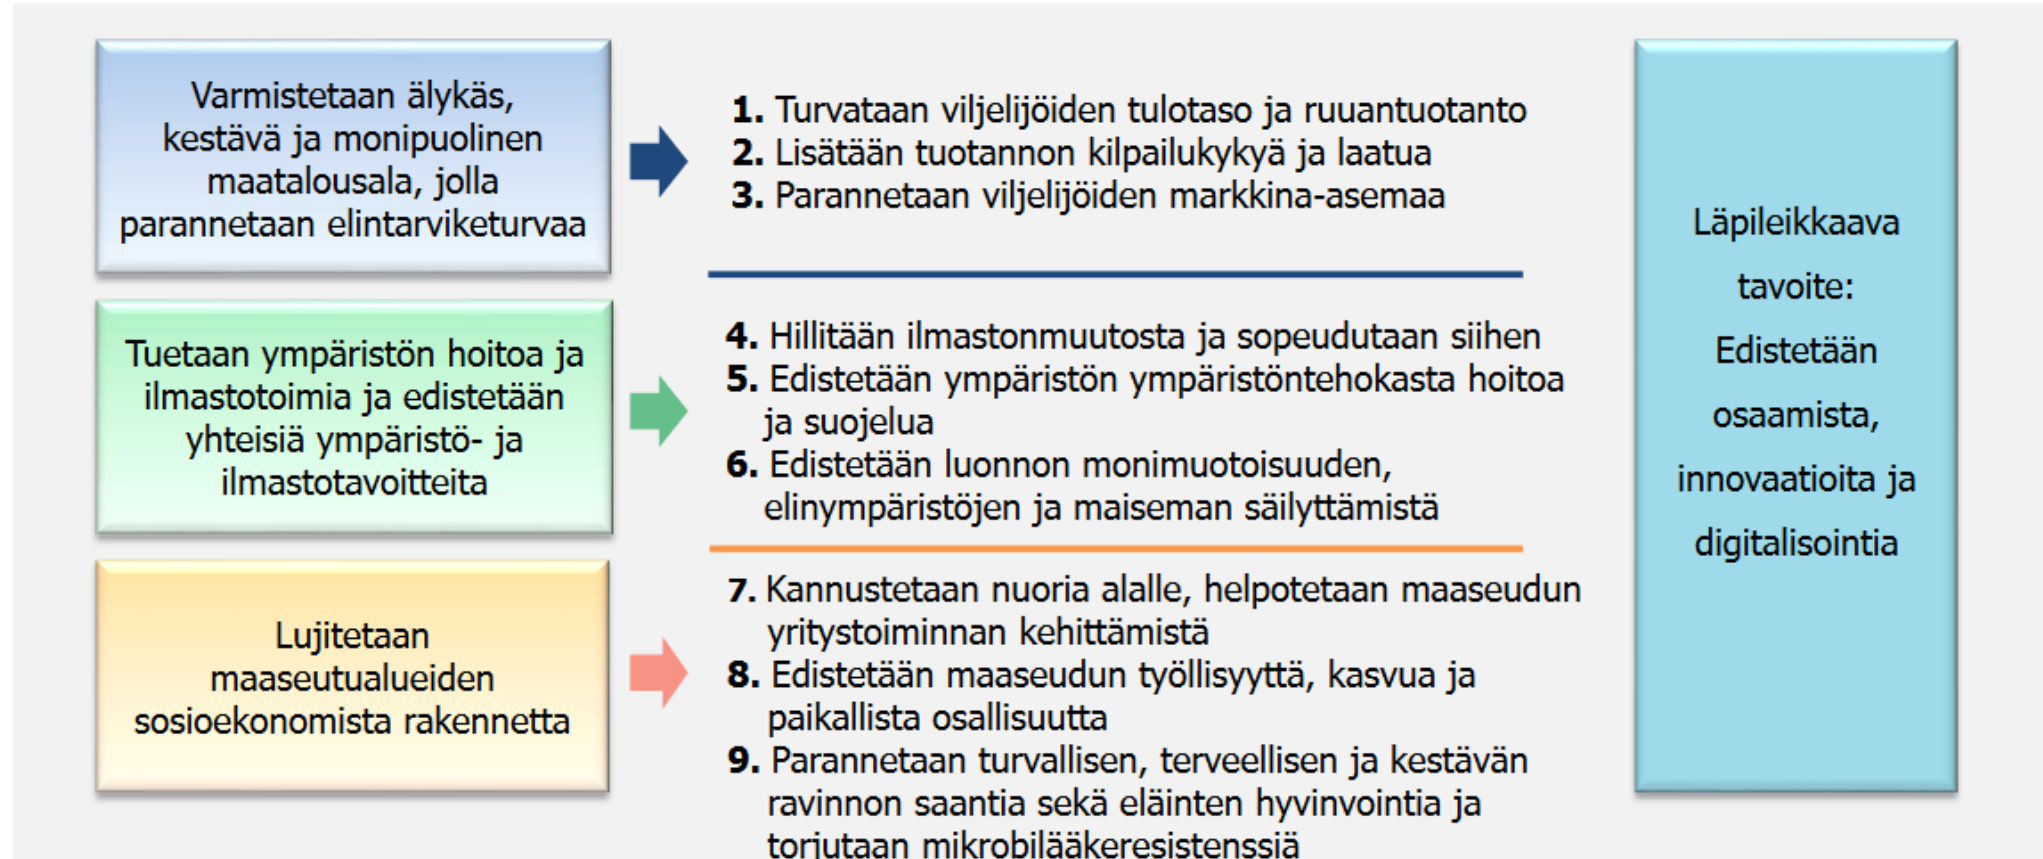 Varmistetaan älykäs,
kestävä ja monipuolinen
maatalousala, jolla
parannetaan elintarviketurvaa
1. Turvataan viljelijöiden tulotaso ja ruuantuotanto
2. Lisätään tuotannon kilpailukykyä ja laatua
3. Parannetaan viljelijöiden markkina-asemaa
Tuetaan ympäristön hoitoa ja
ilmastotoimia ja edistetään
yhteisiä ympäristö- ja
ilmastotavoitteita
4. Hillitään ilmastonmuutosta ja sopeudutaan siihen
5. Edistetään ympäristön ympäristöntehokasta hoitoa
ja suojelua
6. Edistetään luonnon monimuotoisuuden,
elinympäristöjen ja maiseman säilyttämistä
Lujitetaan
maaseutualueiden
sosioekonomista rakennetta
7. Kannustetaan nuoria alalle, helpotetaan maaseudun
yritystoiminnan kehittämistä
8. Edistetään maaseudun työllisyyttä, kasvua ja
paikallista osallisuutta
9. Parannetaan turvallisen, terveellisen ja kestävän
ravinnon saantia sekä eläinten hyvinvointia ja
torjutaan mikrobilääkeresistenssiä
Läpileikkaava
tavoite:
Edistetään
osaamista,
innovaatioita ja
digitalisointia